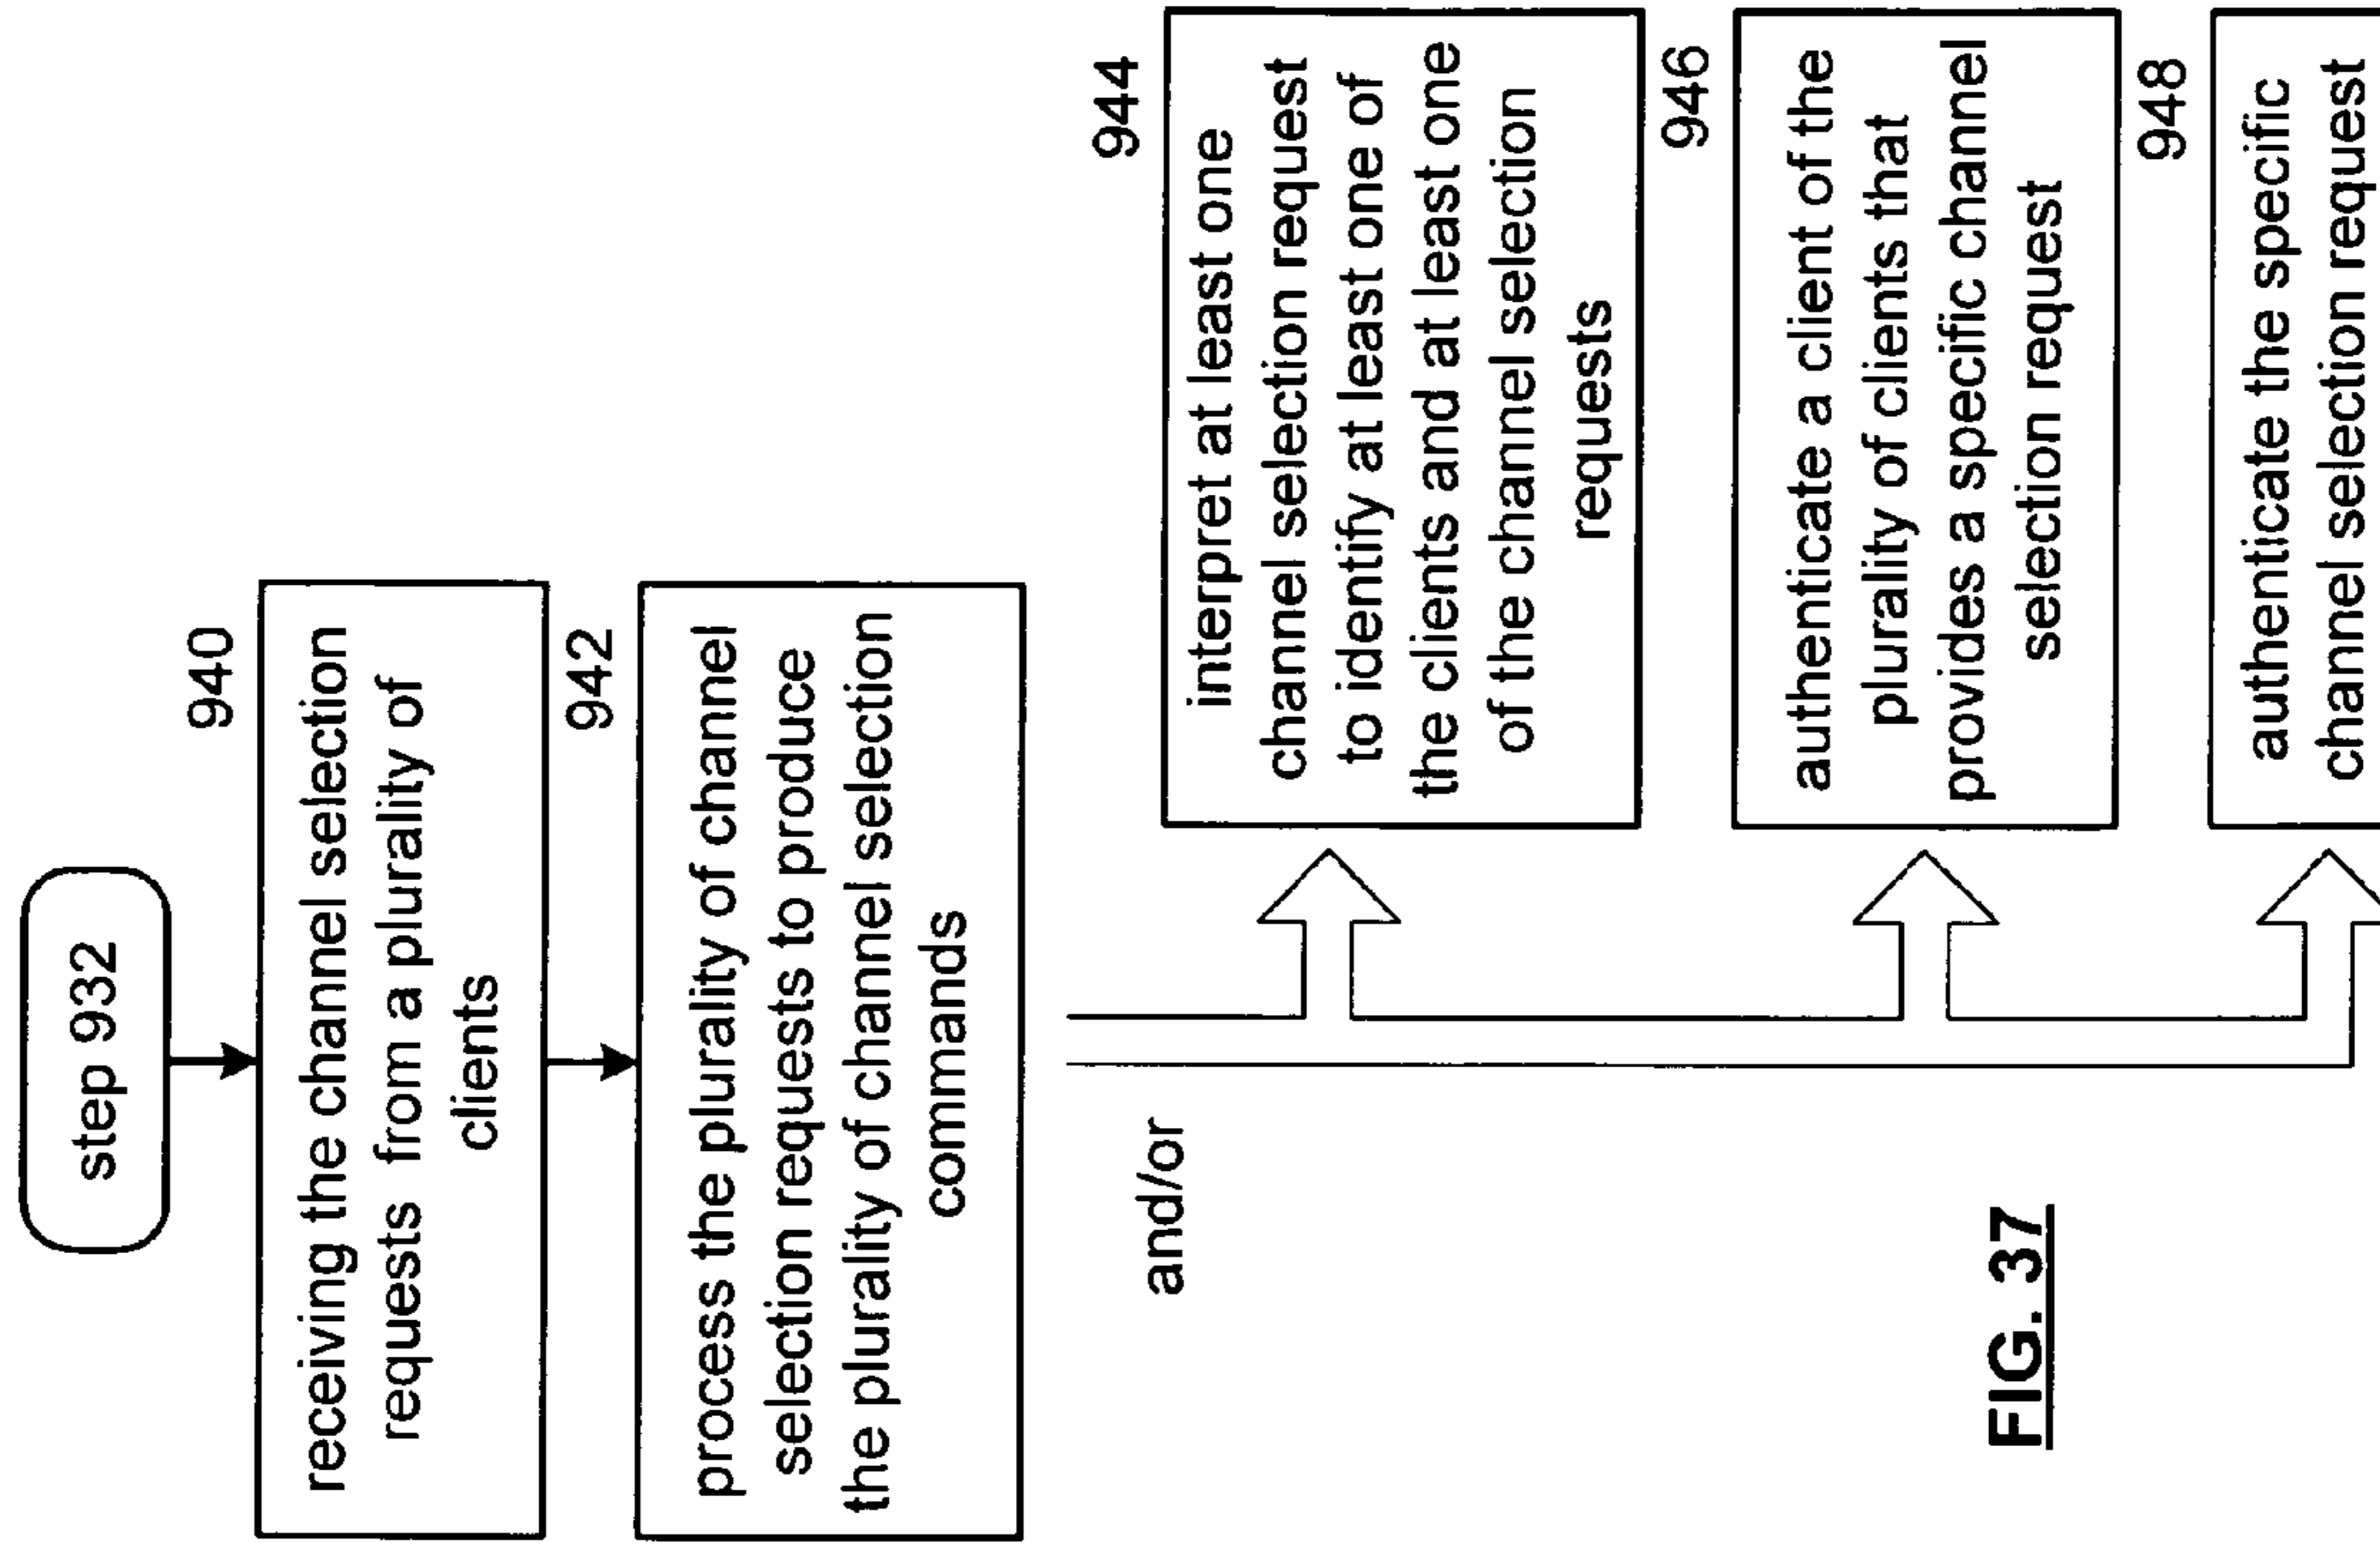 step 932
940
receiving the channel selection
requests from a plurality of
clients
942
process the plurality of channel
selection requests to produce
the plurality of channel selection
commands
and/or
944
interpret at least one
channel selection request
to identify at least one of
the clients and at least one
of the channel selection
requests
946
authenticate a client of the
plurality of clients that
provides a specific channel
selection request
948
authenticate the specific
channel selection request
FIG. 37